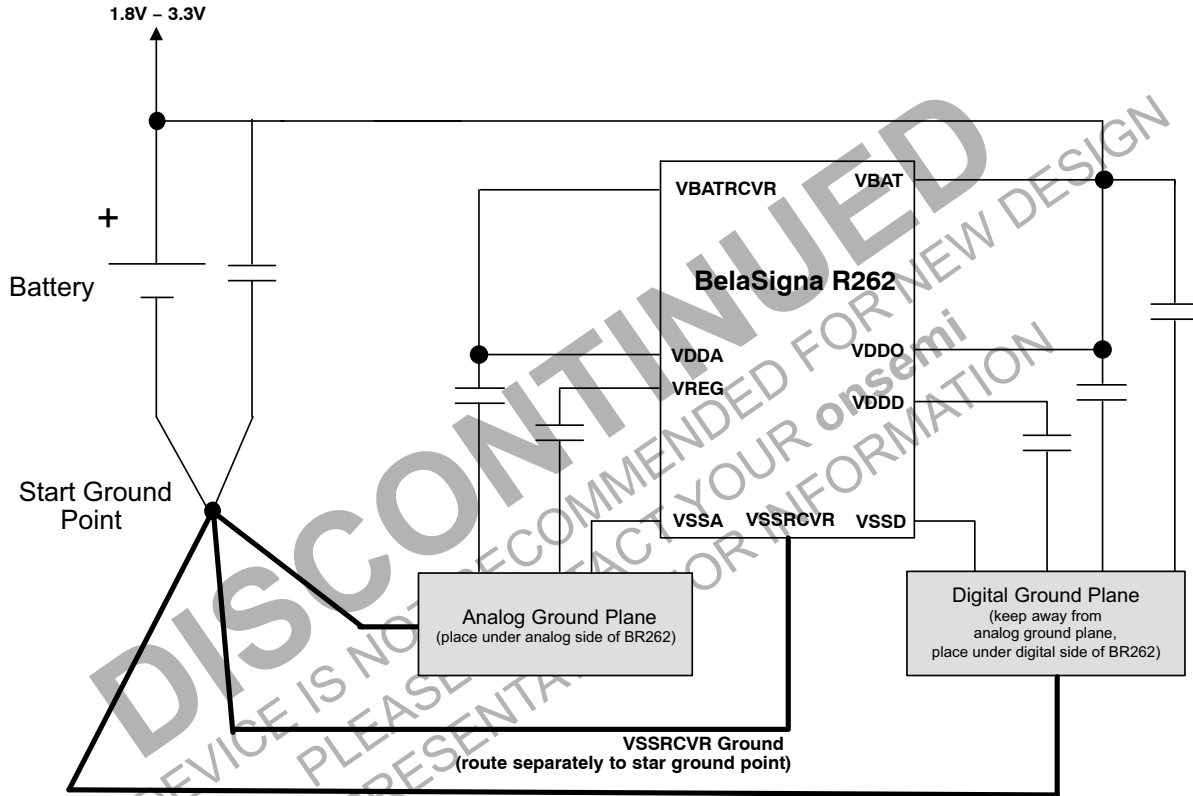 1.8V – 3.3V
VBATRCVR
VBAT
+
Battery
BelaSigna R262
VDDA
VDDO
VREG
VDDD
Start Ground
Point
VSSA
VSSRCVR
VSSD
Analog Ground Plane
(place under analog side of BR262)
Digital Ground Plane
(keep away from
analog ground plane,
place under digital side of BR262)
VSSRCVR Ground
(route separately to star ground point)
DISCONTINUED
DEVICE IS NOT RECOMMENDED FOR NEW DESIGN
PLEASE CONTACT YOUR onsemi
FOR INFORMATION